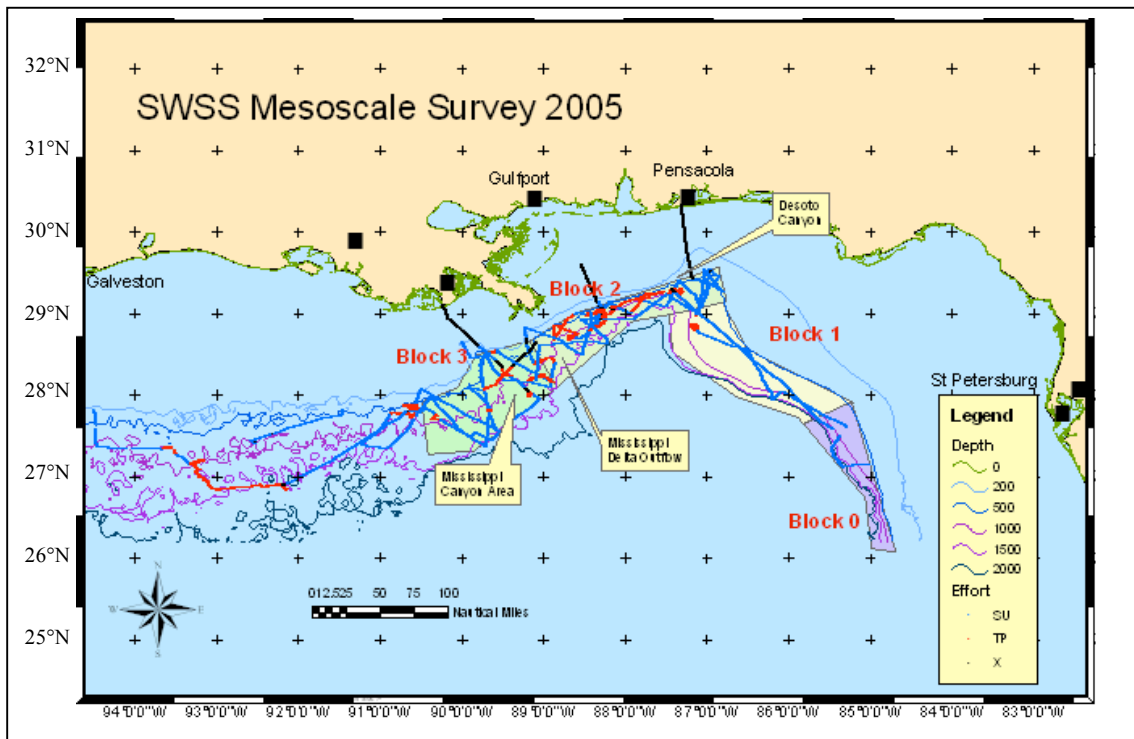 32°N
SWSS Mesoscale Survey 2005
31°N
Gulfport
Pensacola
Desoto
Canyon
30°N
Galveston
29°N
Block 2
Block 1
Block 3
28°N
St Petersburg
Legend
Depth
0
200
500
1000
1500
2000
Effort
SU
TP
X
Mississippi
Delta Outflow
27°N
Mississippi
Canyon Area
Block 0
26°N
N
W
E
S
012.525 50 75 100
Nautical Miles
25°N
94°0'0"W 93°0'0"W 92°0'0"W 91°0'0"W 90°0'0"W 89°0'0"W 88°0'0"W 87°0'0"W 86°0'0"W 85°0'0"W 84°0'0"W 83°0'0"W